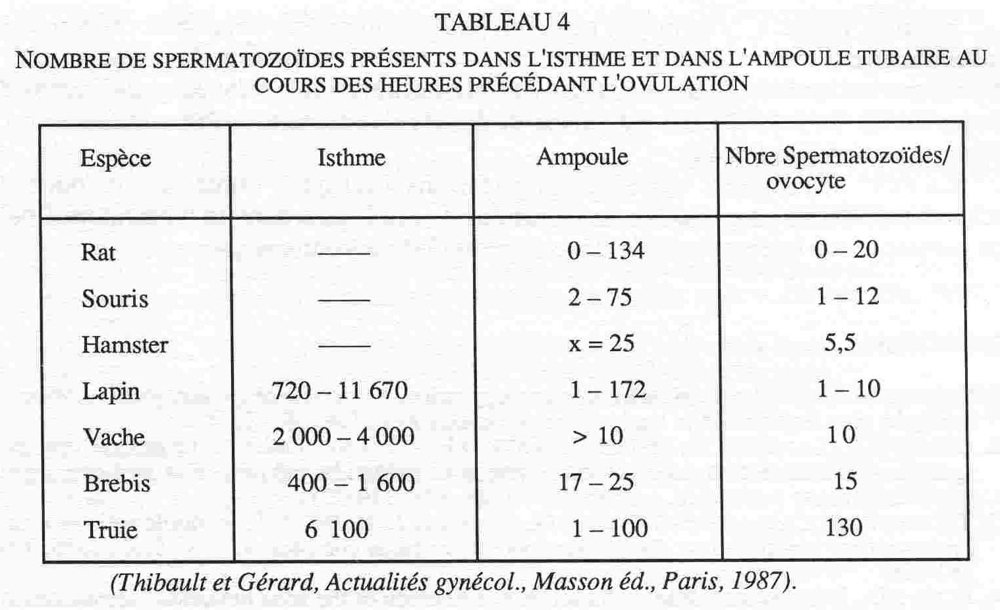 TABLEAU 4
NOMBRE DE SPERMATOZOÏDES PRÉSENTS DANS L'ISTHME ET DANS L'AMPOULE TUBAIRE AU
COURS DES HEURES PRÉCÉDANT L'OVULATION
Espèce Isthme Ampoule Nbre Spermatozoïdes/
ovocyte
Rat —— 0 – 134 0 – 20
Souris —— 2 – 75 1 – 12
Hamster —— x = 25 5,5
Lapin 720 – 11 670 1 – 172 1 – 10
Vache 2 000 – 4 000 > 10 10
Brebis 400 – 1 600 17 – 25 15
Truie 6 100 1 – 100 130
(Thibault et Gérard, Actualités gynécol., Masson éd., Paris, 1987).